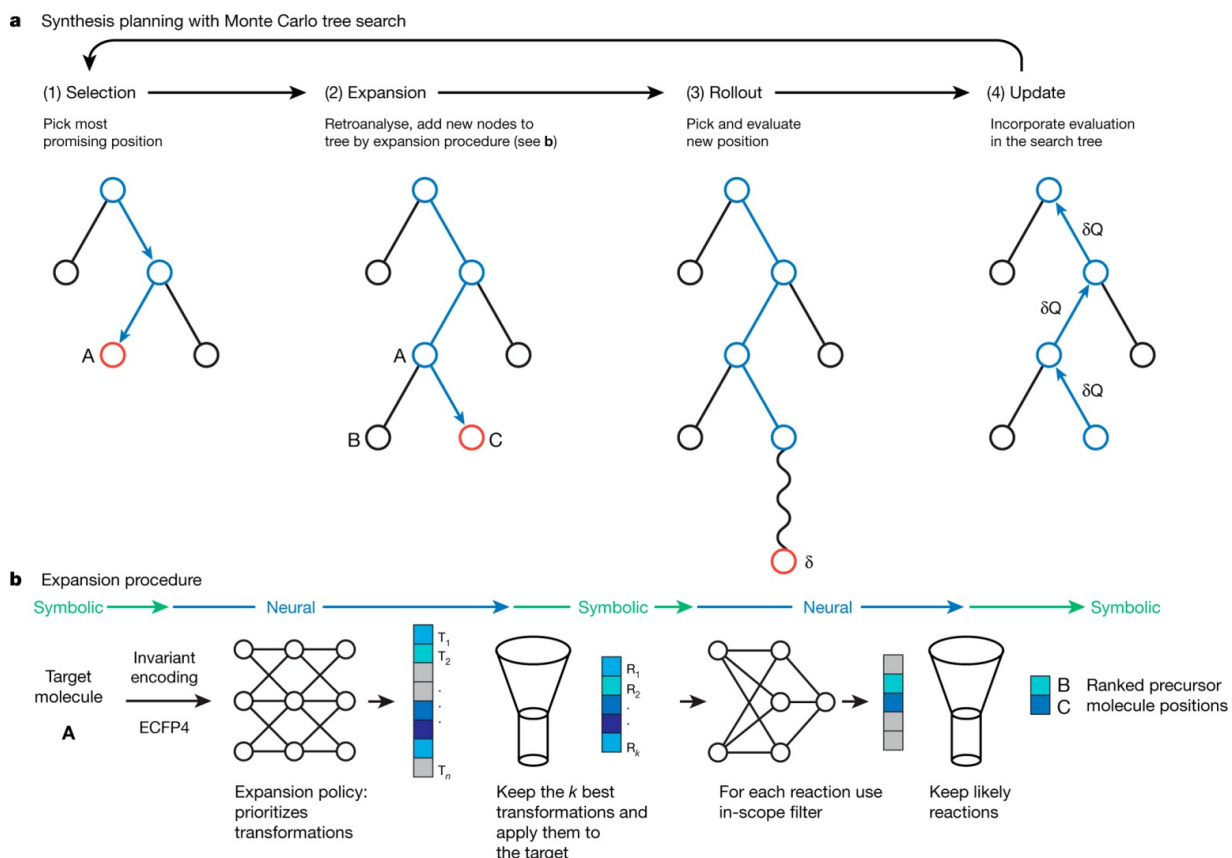 a Synthesis planning with Monte Carlo tree search
(1) Selection
(2) Expansion
(3) Rollout
(4) Update
Pick most
promising position
Retroanalyse, add new nodes to
tree by expansion procedure (see b)
Pick and evaluate
new position
Incorporate evaluation
in the search tree
A
A
B
C
δ
δQ
δQ
δQ
b Expansion procedure
Symbolic
Neural
Symbolic
Neural
Symbolic
Target
molecule
A
Invariant
encoding
ECFP4
T1
T2
.
.
.
Tn
Expansion policy:
prioritizes
transformations
Keep the k best
transformations and
apply them to
the target
R1
R2
.
.
Rk
For each reaction use
in-scope filter
Keep likely
reactions
B Ranked precursor
C molecule positions